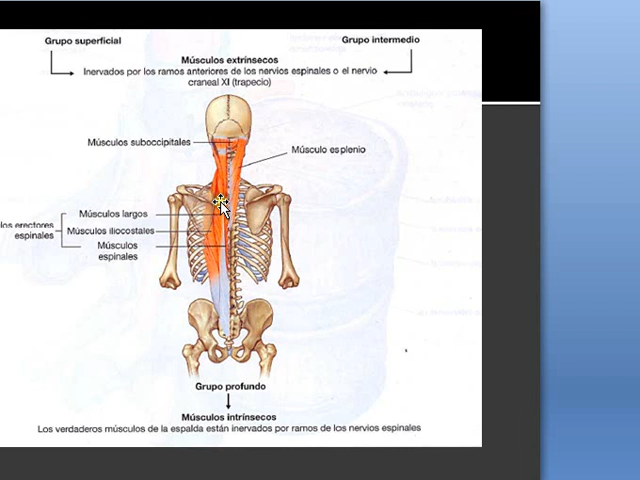 Grupo superficial
Grupo intermedio
Músculos extrínsecos
Inervados por los ramos anteriores de los nervios espinales o el nervio
craneal XI (trapecio)
Músculos suboccipitales
Músculo esplenio
Músculos largos
los erectores
espinales
Músculos iliocostales
Músculos
espinales
Grupo profundo
Músculos intrínsecos
Los verdaderos músculos de la espalda están inervados por ramos de los nervios espinales